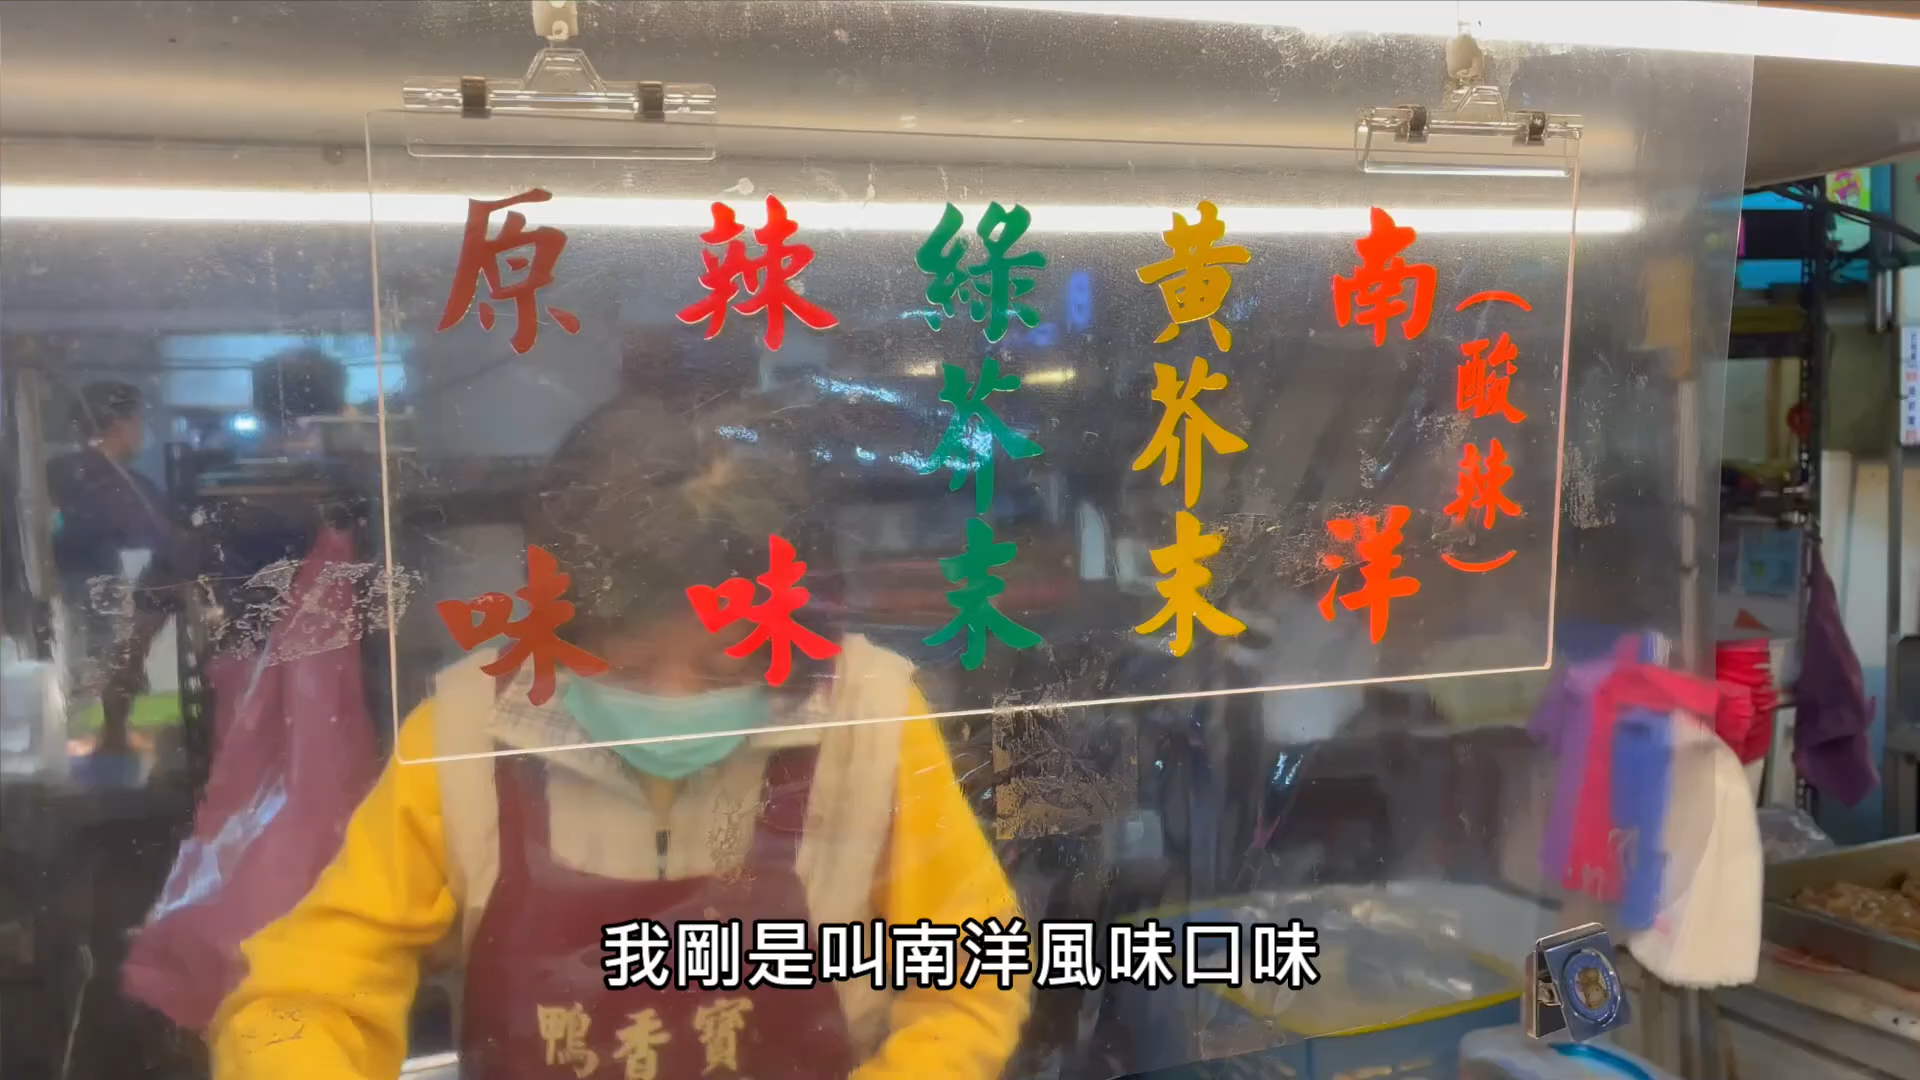 原味
辣味
綠芥末
黃芥末
南洋
（酸辣）
我剛是叫南洋風味口味
鴨香寶